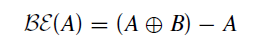 ℬℰ(A) = (A ⊕ B) − A